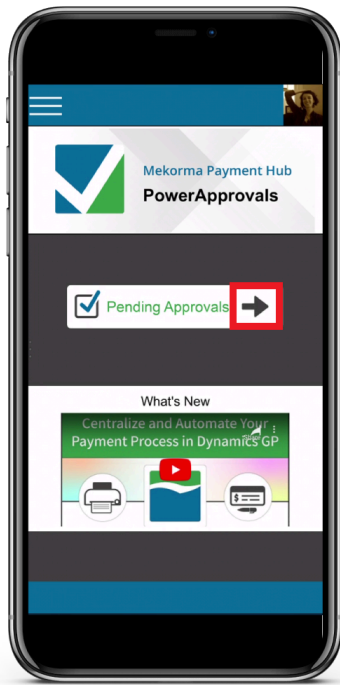 Mekorma Payment Hub
PowerApprovals
Pending Approvals
What's New
Centralize and Automate Your
Payment Process in Dynamics GP